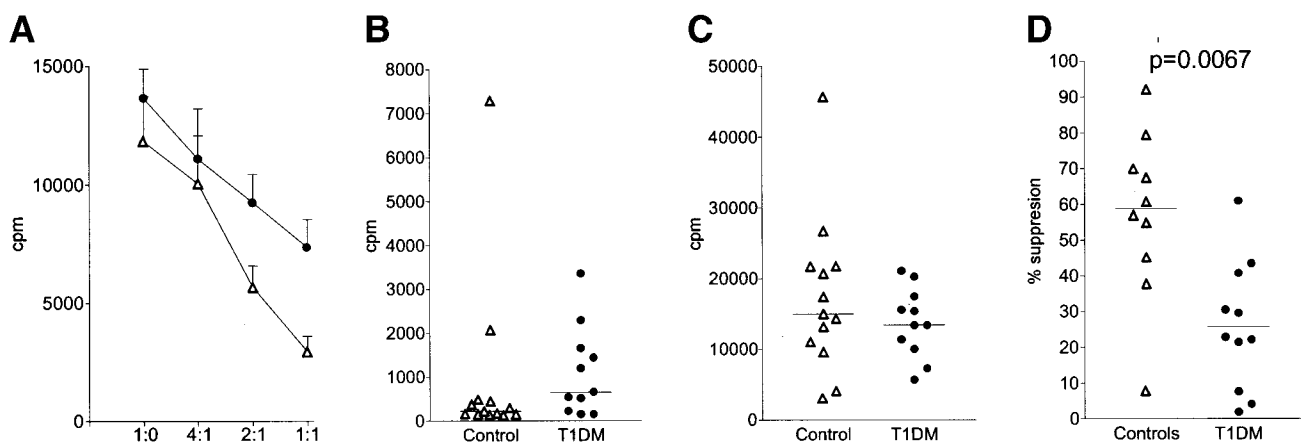 A
15000
10000
5000
0
cpm
1:0 4:1 2:1 1:1
B
8000
7000
6000
5000
4000
3000
2000
1000
0
cpm
Control T1DM
C
50000
40000
30000
20000
10000
0
cpm
Control T1DM
D
p=0.0067
100
90
80
70
60
50
40
30
20
10
0
% suppresion
Controls T1DM